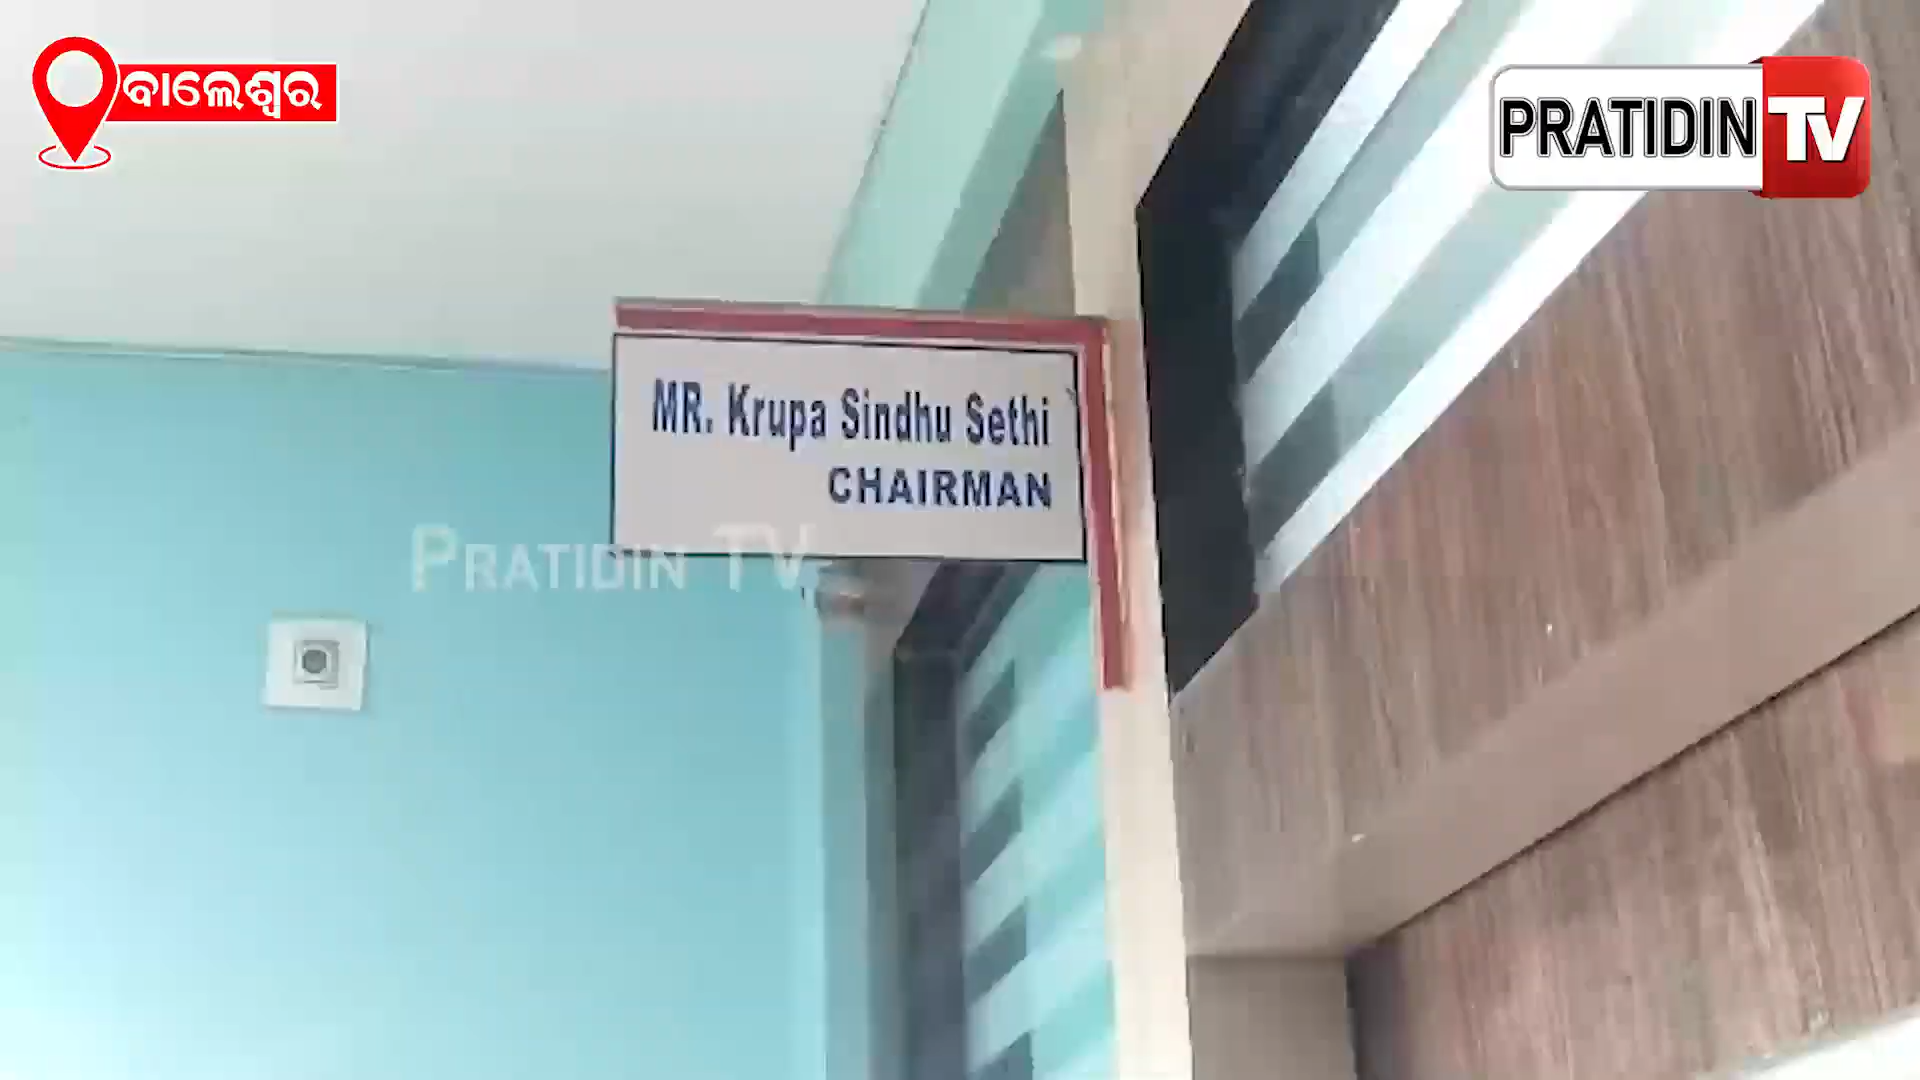 ବାଲେଶ୍ୱର
PRATIDIN TV
MR. Krupa Sindhu Sethi
CHAIRMAN
PRATIDIN TV